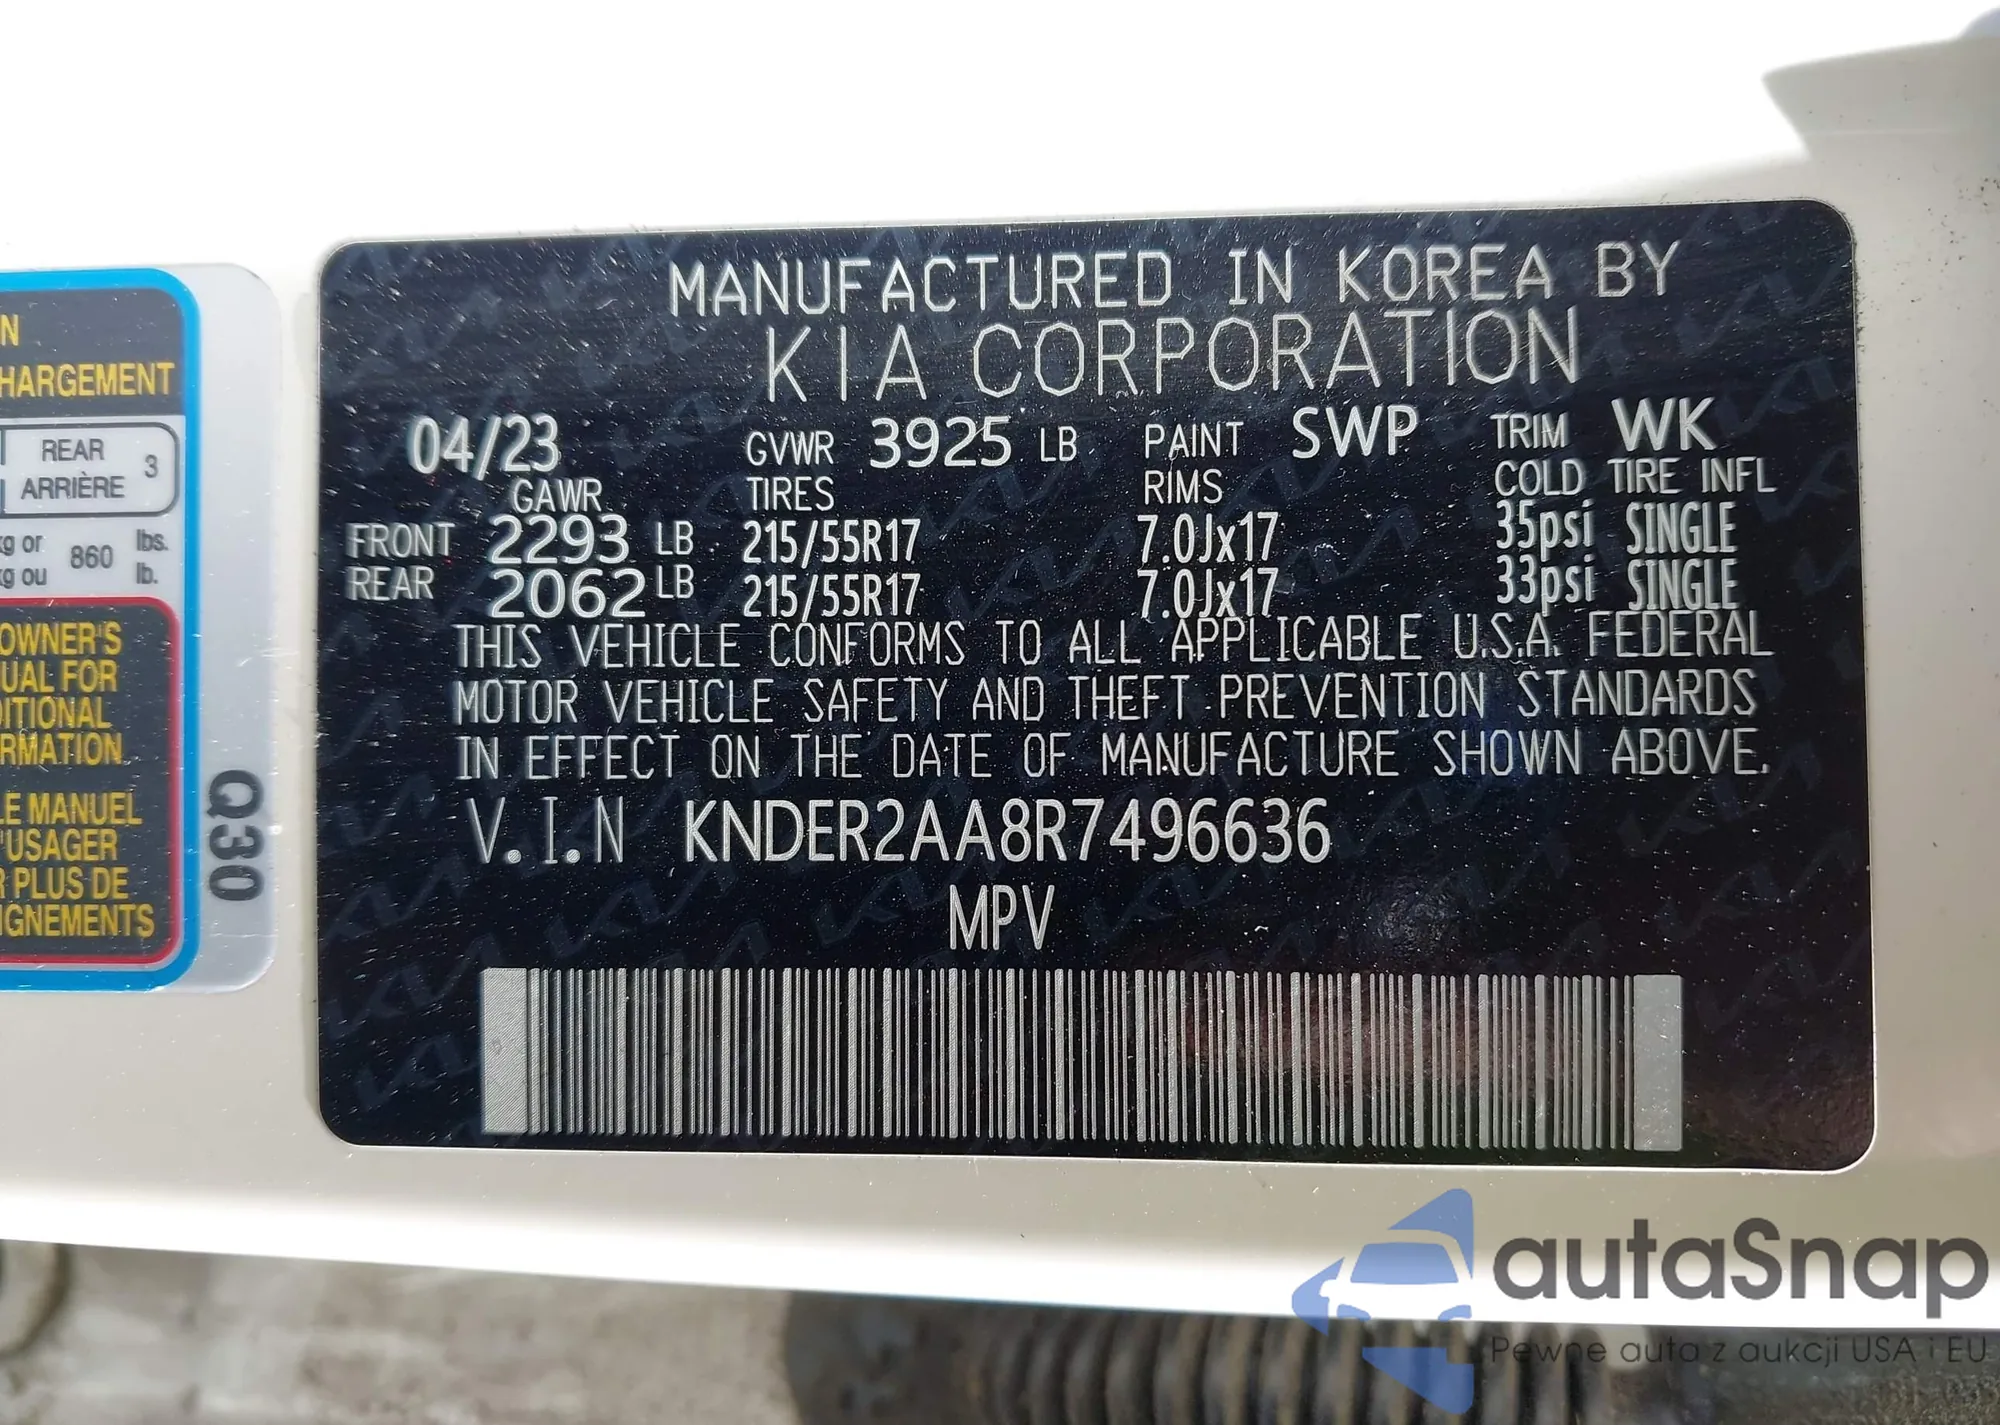 MANUFACTURED IN KOREA BY
KIA CORPORATION
04/23 GVWR 3925 LB PAINT SWP TRIM WK
GAWR TIRES RIMS COLD TIRE INFL
FRONT 2293 LB 215/55R17 7.0Jx17 35psi SINGLE
REAR 2062 LB 215/55R17 7.0Jx17 33psi SINGLE
THIS VEHICLE CONFORMS TO ALL APPLICABLE U.S.A. FEDERAL
MOTOR VEHICLE SAFETY AND THEFT PREVENTION STANDARDS
IN EFFECT ON THE DATE OF MANUFACTURE SHOWN ABOVE.
V.I.N KNDER2AA8R7496636
MPV
N
HARGEMENT
REAR 3
ARRIÈRE
kg or 860 lbs.
kg ou lb.
OWNER'S
UAL FOR
DITIONAL
RMATION
LE MANUEL
'USAGER
R PLUS DE
IGNEMENTS
Q30
autaSnap
Pewne auta z aukcji USA i EU